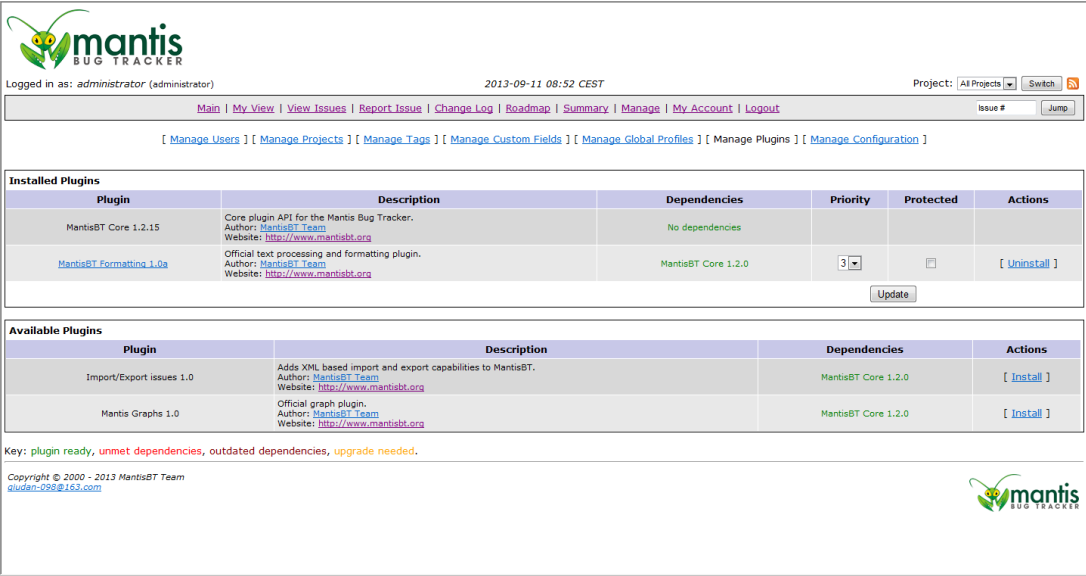 mantis
BUG TRACKER
Logged in as: administrator (administrator) 2013-09-11 08:52 CEST Project: All Projects Switch
Main | My View | View Issues | Report Issue | Change Log | Roadmap | Summary | Manage | My Account | Logout Issue # Jump
[ Manage Users ] [ Manage Projects ] [ Manage Tags ] [ Manage Custom Fields ] [ Manage Global Profiles ] [ Manage Plugins ] [ Manage Configuration ]
Installed Plugins
Plugin Description Dependencies Priority Protected Actions
Core plugin API for the Mantis Bug Tracker.
MantisBT Core 1.2.15 Author: MantisBT Team No dependencies
Website: http://www.mantisbt.org
Official text processing and formatting plugin.
MantisBT Formatting 1.0a Author: MantisBT Team MantisBT Core 1.2.0 3 [ Uninstall ]
Website: http://www.mantisbt.org
Update
Available Plugins
Plugin Description Dependencies Actions
Adds XML based import and export capabilities to MantisBT.
Import/Export issues 1.0 Author: MantisBT Team MantisBT Core 1.2.0 [ Install ]
Website: http://www.mantisbt.org
Official graph plugin.
Mantis Graphs 1.0 Author: MantisBT Team MantisBT Core 1.2.0 [ Install ]
Website: http://www.mantisbt.org
Key: plugin ready, unmet dependencies, outdated dependencies, upgrade needed.
Copyright © 2000 - 2013 MantisBT Team
qiudan-098@163.com
mantis
BUG TRACKER